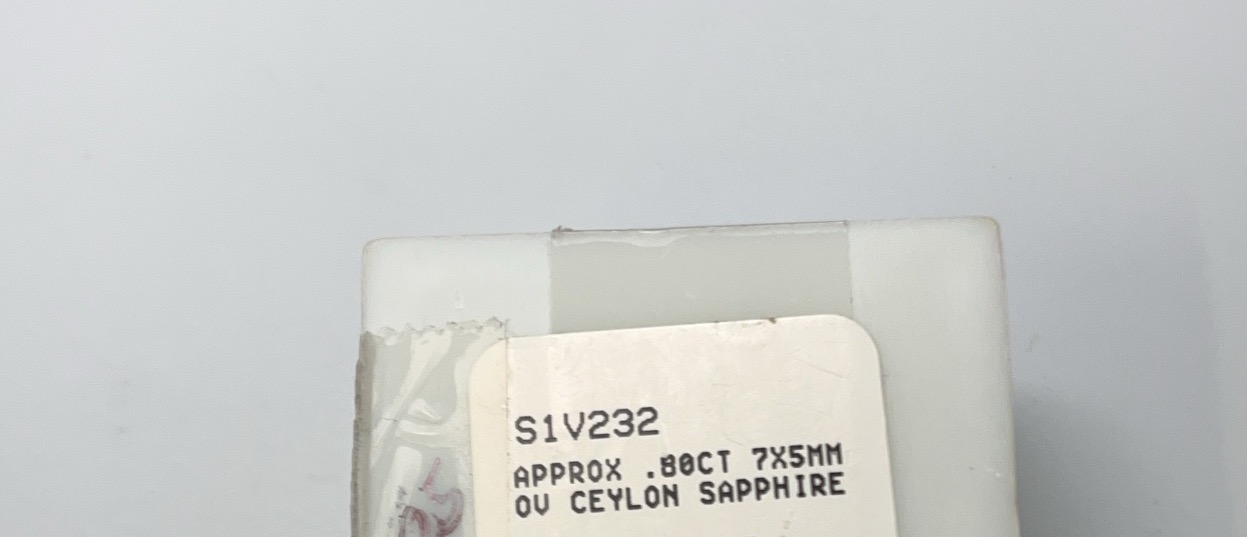 S1V232
APPROX .80CT 7X5MM
OV CEYLON SAPPHIRE